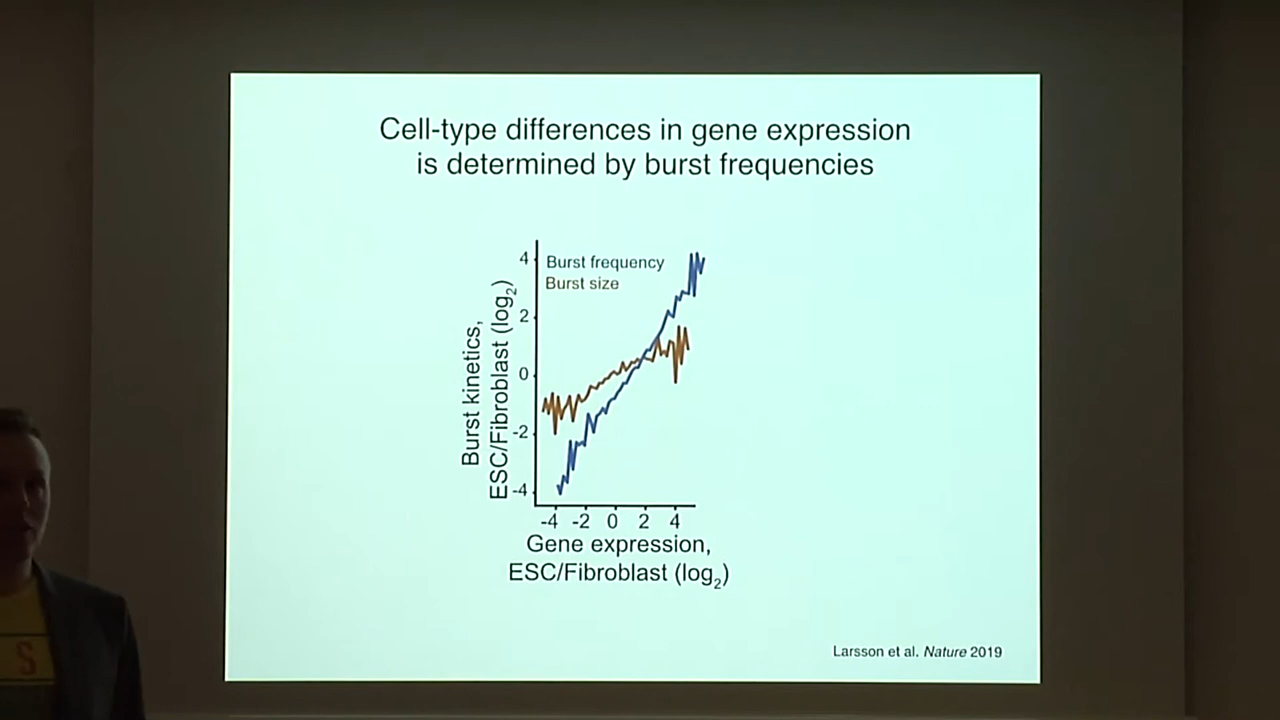 Cell-type differences in gene expression
is determined by burst frequencies
Burst frequency
Burst size
4
2
0
-2
-4
Burst kinetics,
ESC/Fibroblast (log₂)
-4 -2 0 2 4
Gene expression,
ESC/Fibroblast (log₂)
Larsson et al. Nature 2019
S